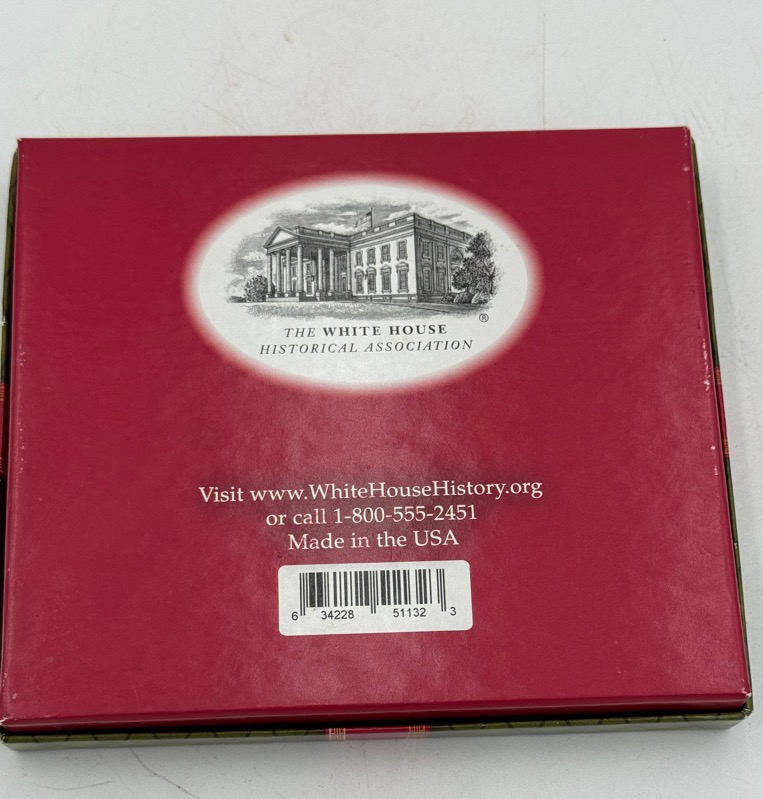 THE WHITE HOUSE ®
HISTORICAL ASSOCIATION
Visit www.WhiteHouseHistory.org
or call 1-800-555-2451
Made in the USA
6 34228 51132 3